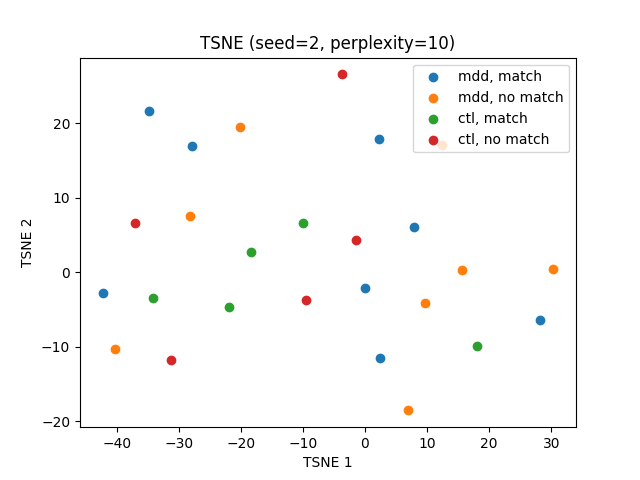 TSNE (seed=2, perplexity=10)
mdd, match
mdd, no match
ctl, match
ctl, no match
TSNE 2
20
10
0
−10
−20
−40
−30
−20
−10
0
10
20
30
TSNE 1